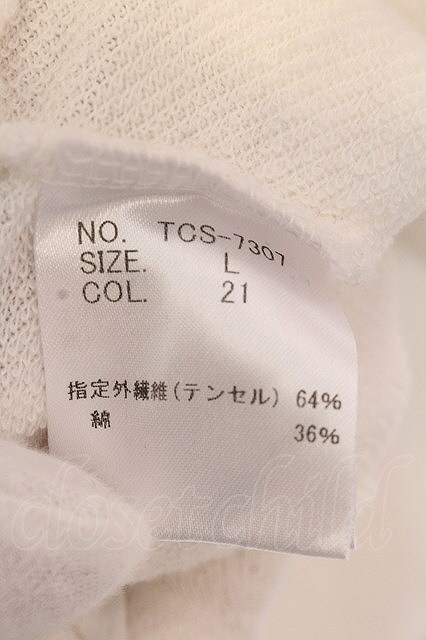 NO. TCS-7307
SIZE. L
COL. 21
指定外繊維(テンセル) 64%
綿 36%
closet child